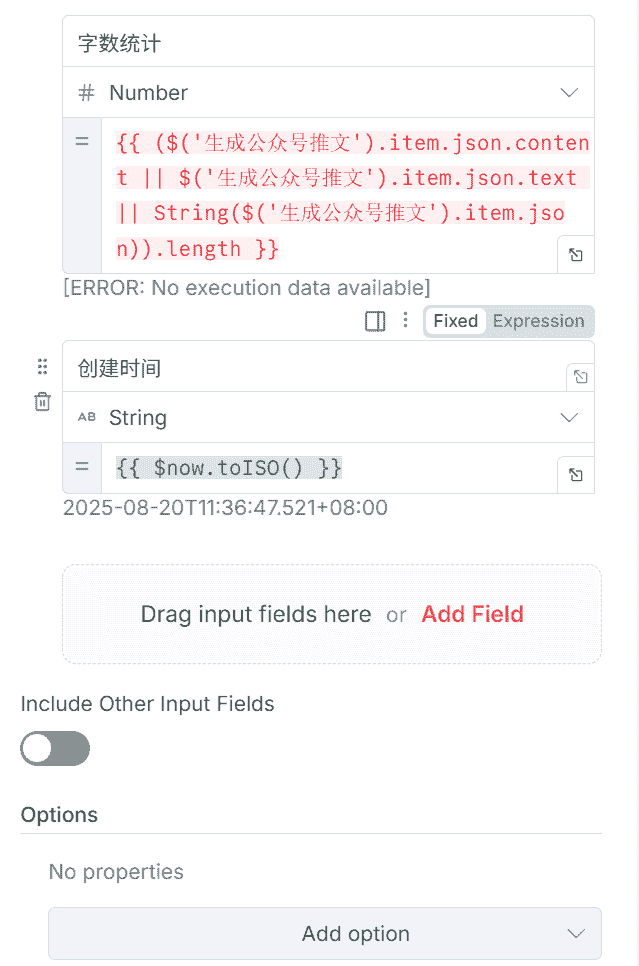 字数统计
# Number
= {{ ($('生成公众号推文').item.json.conten
t || $('生成公众号推文').item.json.text
|| String($('生成公众号推文').item.jso
n)).length }}
[ERROR: No execution data available]
Fixed Expression
创建时间
AB String
= {{ $now.toISO() }}
2025-08-20T11:36:47.521+08:00
Drag input fields here or Add Field
Include Other Input Fields
Options
No properties
Add option